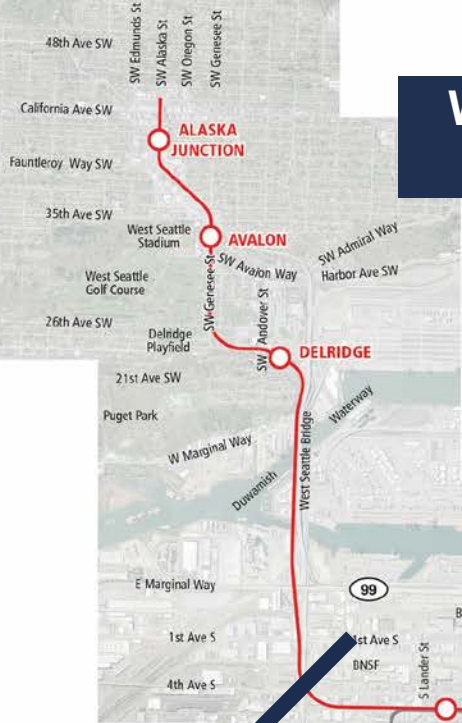 SW Edmunds St
SW Alaska St
SW Oregon St
SW Genesee St
48th Ave SW
California Ave SW
W
ALASKA
JUNCTION
Fauntleroy Way SW
35th Ave SW
West Seattle
Stadium
AVALON
SW Admiral Way
SW Avalon Way
Harbor Ave SW
West Seattle
Golf Course
SW Genesee St
SW Andover St
26th Ave SW
Delridge
Playfield
DELRIDGE
21st Ave SW
Puget Park
Waterway
W Marginal Way
West Seattle Bridge
Duwamish
E Marginal Way
99
B
1st Ave S
1st Ave S
BNSF
S Lander St
4th Ave S